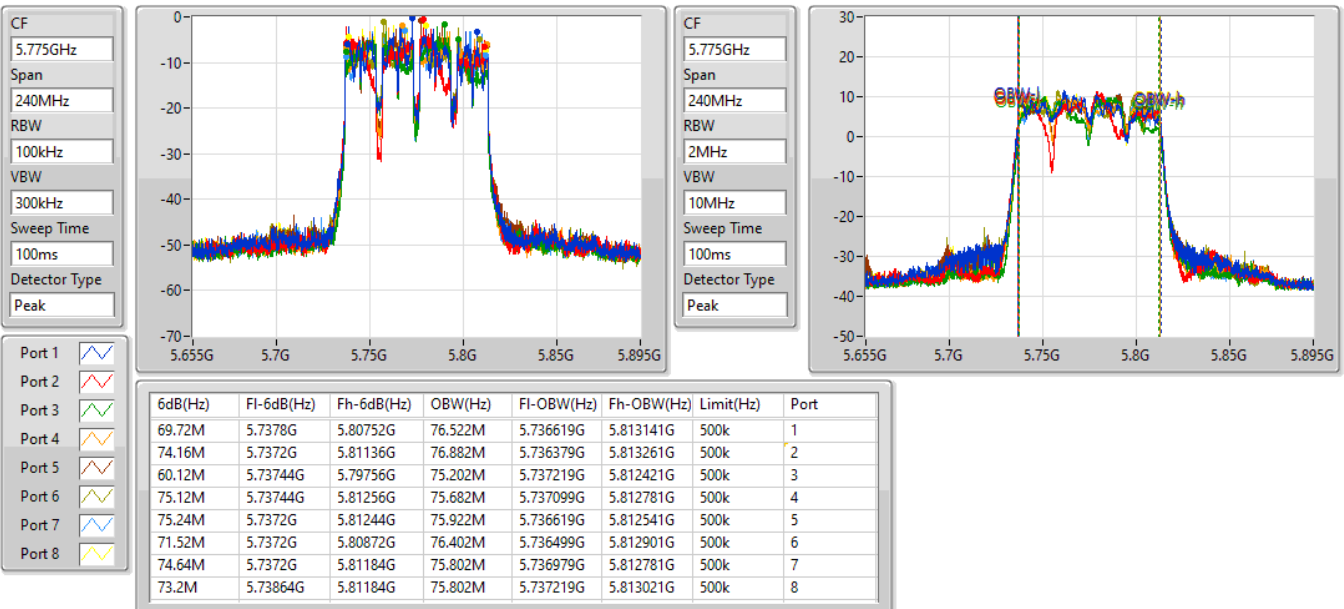 CF
5.775GHz
Span
240MHz
RBW
100kHz
VBW
300kHz
Sweep Time
100ms
Detector Type
Peak
0
-10
-20
-30
-40
-50
-60
-70
5.655G 5.7G 5.75G 5.8G 5.85G 5.895G
CF
5.775GHz
Span
240MHz
RBW
2MHz
VBW
10MHz
Sweep Time
100ms
Detector Type
Peak
30
20
10
0
-10
-20
-30
-40
-50
OBW-l OBW-h
5.655G 5.7G 5.75G 5.8G 5.85G 5.895G
Port 1
Port 2
Port 3
Port 4
Port 5
Port 6
Port 7
Port 8
6dB(Hz) Fl-6dB(Hz) Fh-6dB(Hz) OBW(Hz) Fl-OBW(Hz) Fh-OBW(Hz) Limit(Hz) Port
69.72M 5.7378G 5.80752G 76.522M 5.736619G 5.813141G 500k 1
74.16M 5.7372G 5.81136G 76.882M 5.736379G 5.813261G 500k 2
60.12M 5.73744G 5.79756G 75.202M 5.737219G 5.812421G 500k 3
75.12M 5.73744G 5.81256G 75.682M 5.737099G 5.812781G 500k 4
75.24M 5.7372G 5.81244G 75.922M 5.736619G 5.812541G 500k 5
71.52M 5.7372G 5.80872G 76.402M 5.736499G 5.812901G 500k 6
74.64M 5.7372G 5.81184G 75.802M 5.736979G 5.812781G 500k 7
73.2M 5.73864G 5.81184G 75.802M 5.737219G 5.813021G 500k 8